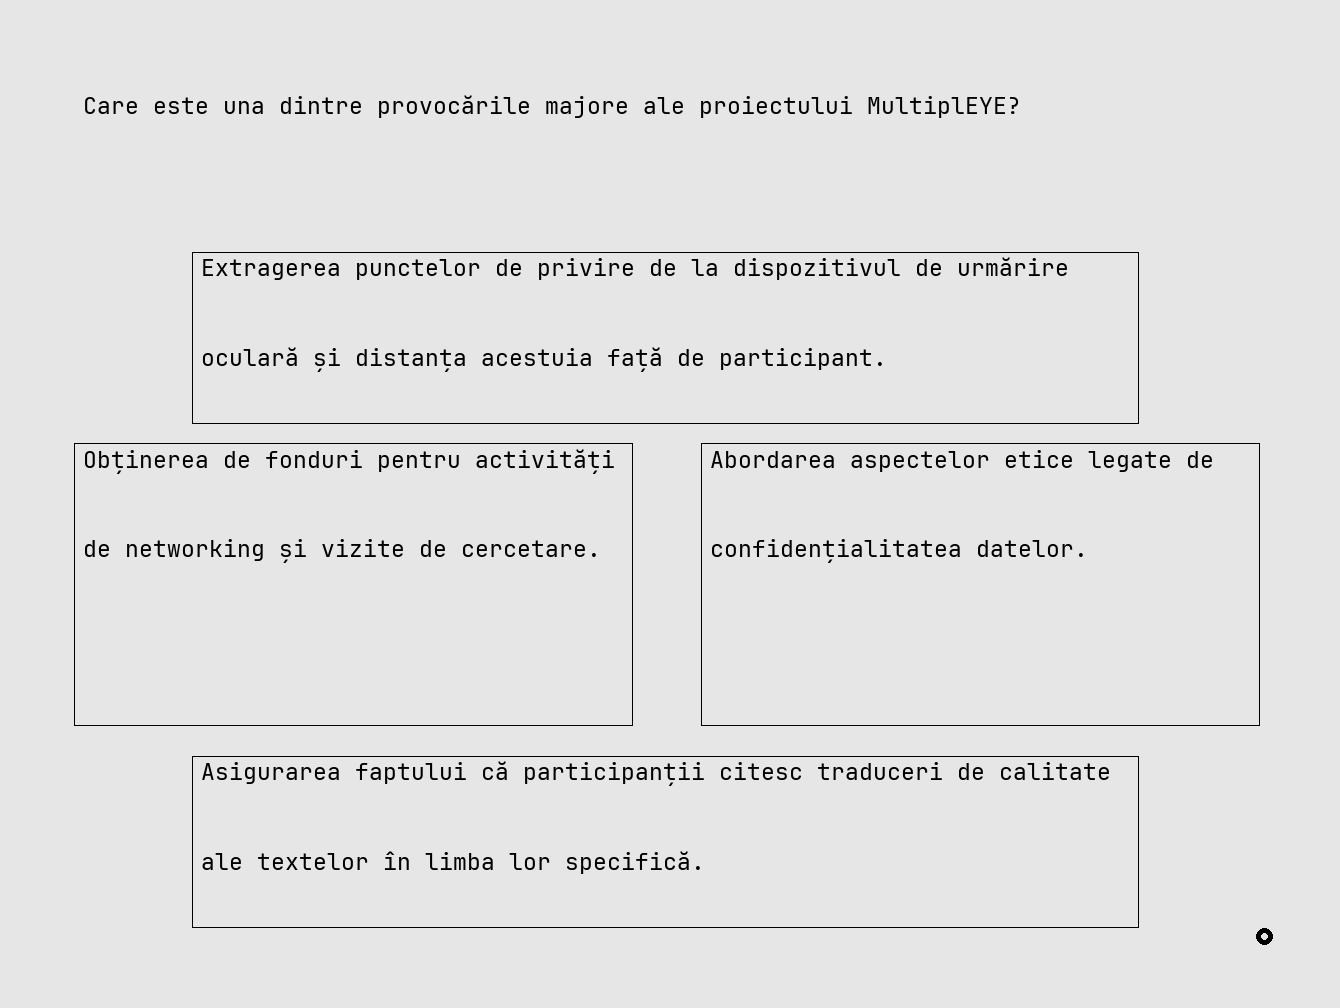 Care este una dintre provocările majore ale proiectului MultiplEYE?
Extragerea punctelor de privire de la dispozitivul de urmărire
oculară și distanța acestuia față de participant.
Obținerea de fonduri pentru activități
de networking și vizite de cercetare.
Abordarea aspectelor etice legate de
confidențialitatea datelor.
Asigurarea faptului că participanții citesc traduceri de calitate
ale textelor în limba lor specifică.